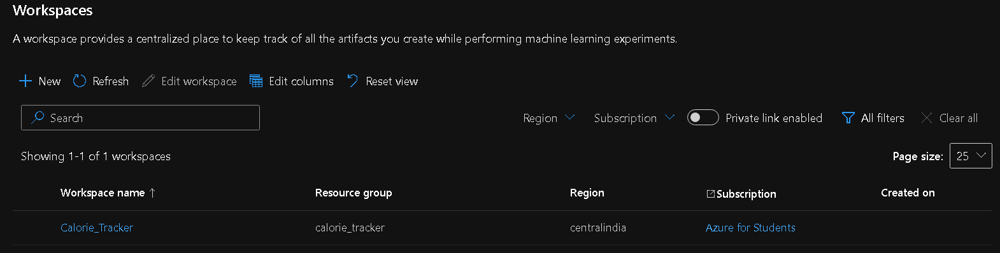 Workspaces
A workspace provides a centralized place to keep track of all the artifacts you create while performing machine learning experiments.
New Refresh Edit workspace Edit columns Reset view
Search Region Subscription Private link enabled All filters Clear all
Showing 1-1 of 1 workspaces Page size: 25
Workspace name ↑ Resource group Region Subscription Created on
Calorie_Tracker calorie_tracker centralindia Azure for Students